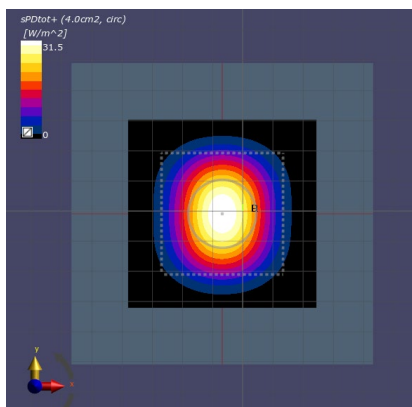 sPDtot+ (4.0cm2, circ)
[W/m^2]
31.5
0
y
x